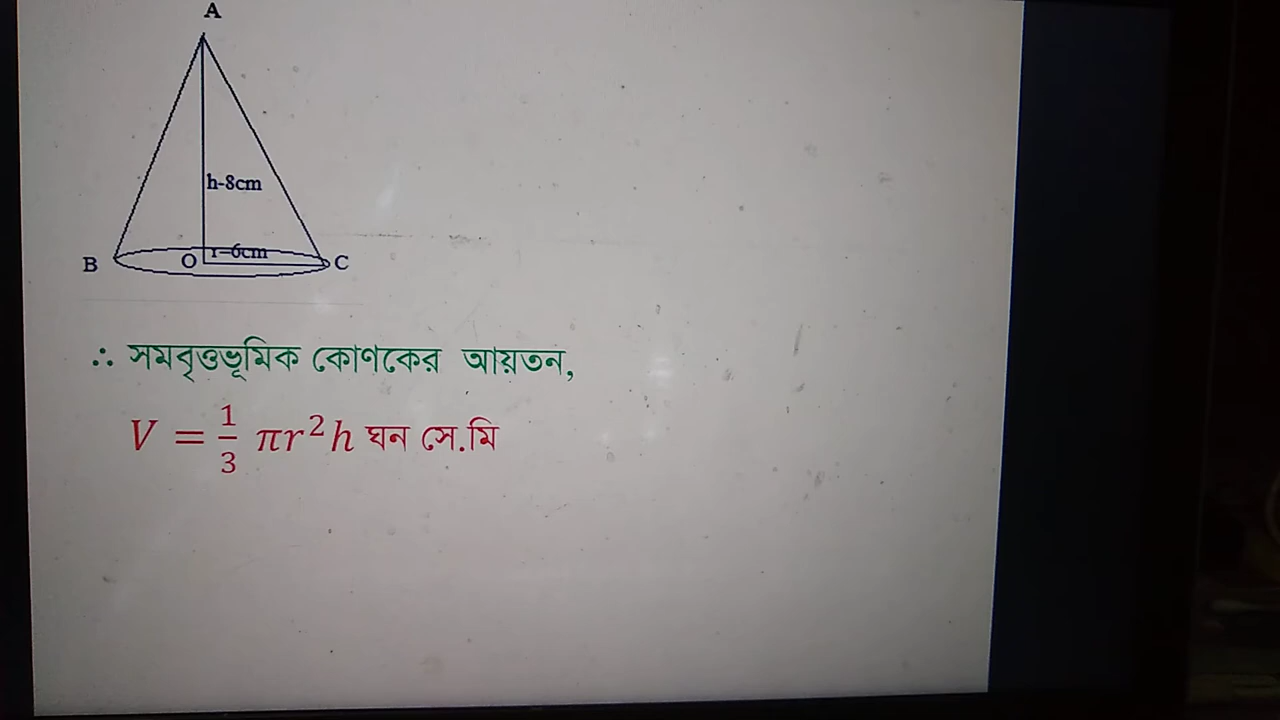 A
h-8cm
r-6cm
B O C
∴ সমবৃত্তভূমিক কোণকের আয়তন,
V = 1/3 πr²h ঘন সে.মি